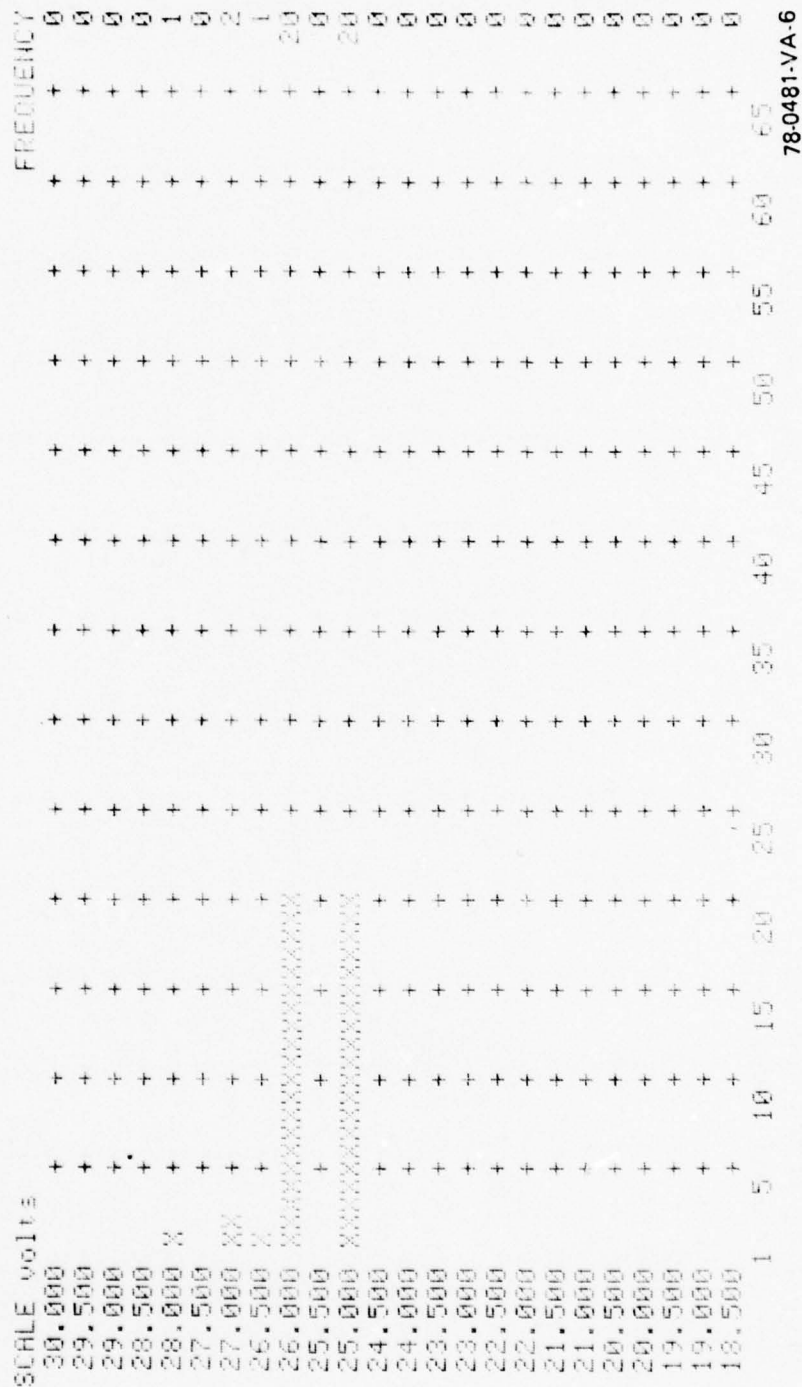 SCALE volts FREQUENCY
30.000 + + + + + + + + + + + + + 0
29.500 + + + + + + + + + + + + + 0
29.000 + + + + + + + + + + + + + 0
28.500 + + + + + + + + + + + + + 0
28.000 X + + + + + + + + + + + + + 1
27.500 + + + + + + + + + + + + + 0
27.000 XX + + + + + + + + + + + + + 2
26.500 X + + + + + + + + + + + + + 1
26.000 XXXXXXXXXXXXXXXXXXXX + + + + + + + + + 20
25.500 + + + + + + + + + + + + + 0
25.000 XXXXXXXXXXXXXXXXXXXX + + + + + + + + + 20
24.500 + + + + + + + + + + + + + 0
24.000 + + + + + + + + + + + + + 0
23.500 + + + + + + + + + + + + + 0
23.000 + + + + + + + + + + + + + 0
22.500 + + + + + + + + + + + + + 0
22.000 + + + + + + + + + + + + + 0
21.500 + + + + + + + + + + + + + 0
21.000 + + + + + + + + + + + + + 0
20.500 + + + + + + + + + + + + + 0
20.000 + + + + + + + + + + + + + 0
19.500 + + + + + + + + + + + + + 0
19.000 + + + + + + + + + + + + + 0
18.500 + + + + + + + + + + + + + 0
1 5 10 15 20 25 30 35 40 45 50 55 60 65
78-0481-VA-6